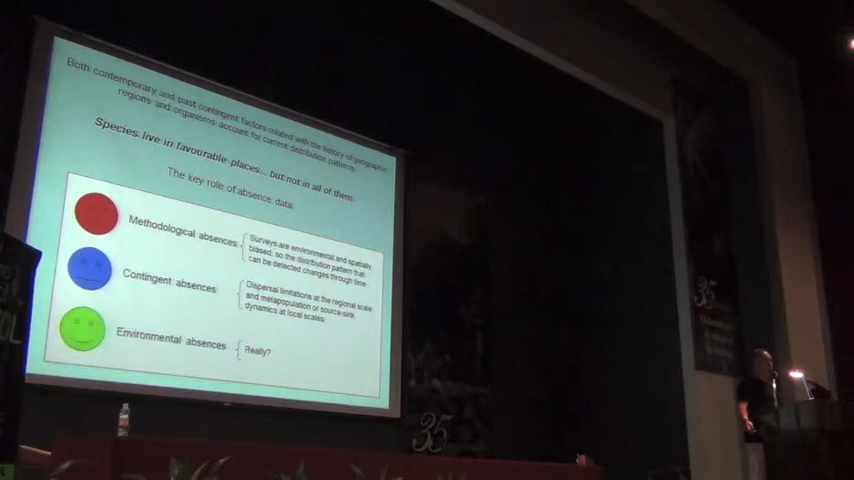 Both contemporary and past contingent factors related with the history of geographic
regions and organisms account for current distribution patterns.
Species live in favourable places... but not in all of them.
The key role of absence data.
Methodological absences
Surveys are environmental and spatially
biased, so the distribution pattern that
can be detected changes through time
Contingent absences
Dispersal limitations at the regional scale
and metapopulation or source-sink
dynamics at local scales.
Environmental absences
Really?
35
35